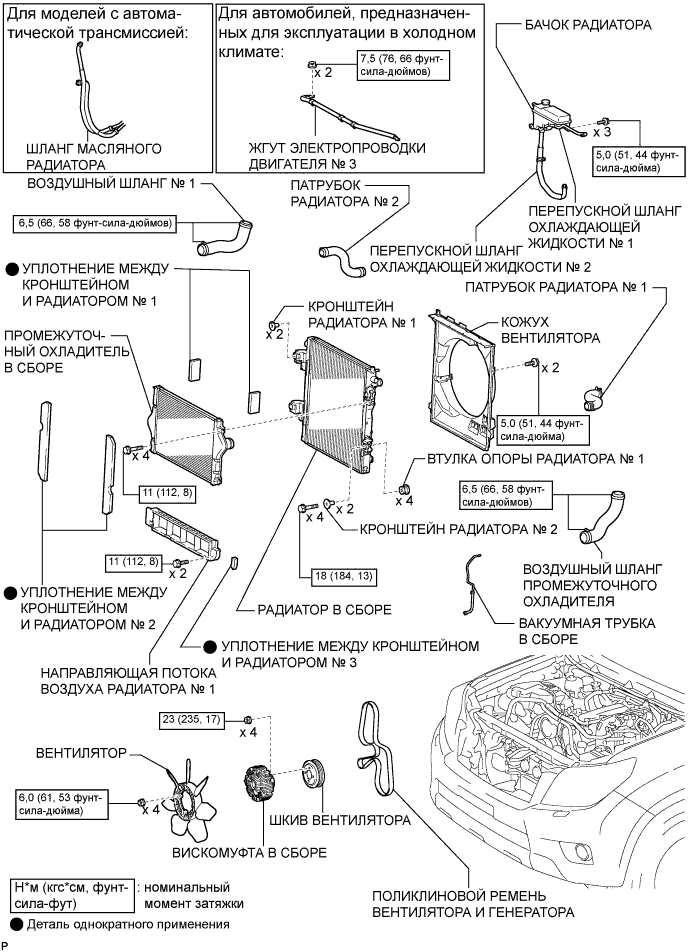 Для моделей с автома-
тической трансмиссией:
ШЛАНГ МАСЛЯНОГО
РАДИАТОРА
Для автомобилей, предназначен-
ных для эксплуатации в холодном
климате:
7,5 (76, 66 фунт-
сила-дюймов)
x 2
ЖГУТ ЭЛЕКТРОПРОВОДКИ
ДВИГАТЕЛЯ № 3
БАЧОК РАДИАТОРА
x 3
5,0 (51, 44 фунт-
сила-дюйма)
ПЕРЕПУСКНОЙ ШЛАНГ
ОХЛАЖДАЮЩЕЙ
ЖИДКОСТИ № 1
ВОЗДУШНЫЙ ШЛАНГ № 1
6,5 (66, 58 фунт-сила-дюймов)
ПАТРУБОК
РАДИАТОРА № 2
ПЕРЕПУСКНОЙ ШЛАНГ
ОХЛАЖДАЮЩЕЙ ЖИДКОСТИ № 2
УПЛОТНЕНИЕ МЕЖДУ
КРОНШТЕЙНОМ
И РАДИАТОРОМ № 1
ПАТРУБОК РАДИАТОРА № 1
КРОНШТЕЙН
РАДИАТОРА № 1
x 2
КОЖУХ
ВЕНТИЛЯТОРА
ПРОМЕЖУТОЧ-
НЫЙ ОХЛАДИТЕЛЬ
В СБОРЕ
x 2
5,0 (51, 44 фунт-
сила-дюйма)
x 4
11 (112, 8)
ВТУЛКА ОПОРЫ РАДИАТОРА № 1
x 4
x 2
x 4
КРОНШТЕЙН РАДИАТОРА № 2
6,5 (66, 58 фунт-
сила-дюймов)
11 (112, 8)
x 2
18 (184, 13)
ВОЗДУШНЫЙ ШЛАНГ
ПРОМЕЖУТОЧНОГО
ОХЛАДИТЕЛЯ
УПЛОТНЕНИЕ МЕЖДУ
КРОНШТЕЙНОМ
И РАДИАТОРОМ № 2
РАДИАТОР В СБОРЕ
ВАКУУМНАЯ ТРУБКА
В СБОРЕ
УПЛОТНЕНИЕ МЕЖДУ КРОНШТЕЙНОМ
И РАДИАТОРОМ № 3
НАПРАВЛЯЮЩАЯ ПОТОКА
ВОЗДУХА РАДИАТОРА № 1
23 (235, 17)
x 4
ВЕНТИЛЯТОР
6,0 (61, 53 фунт-
сила-дюйма)
x 4
ШКИВ ВЕНТИЛЯТОРА
ВИСКОМУФТА В СБОРЕ
ПОЛИКЛИНОВОЙ РЕМЕНЬ
ВЕНТИЛЯТОРА И ГЕНЕРАТОРА
Н*м (кгс*см, фунт-
сила-фут)
: номинальный
момент затяжки
Деталь однократного применения
P